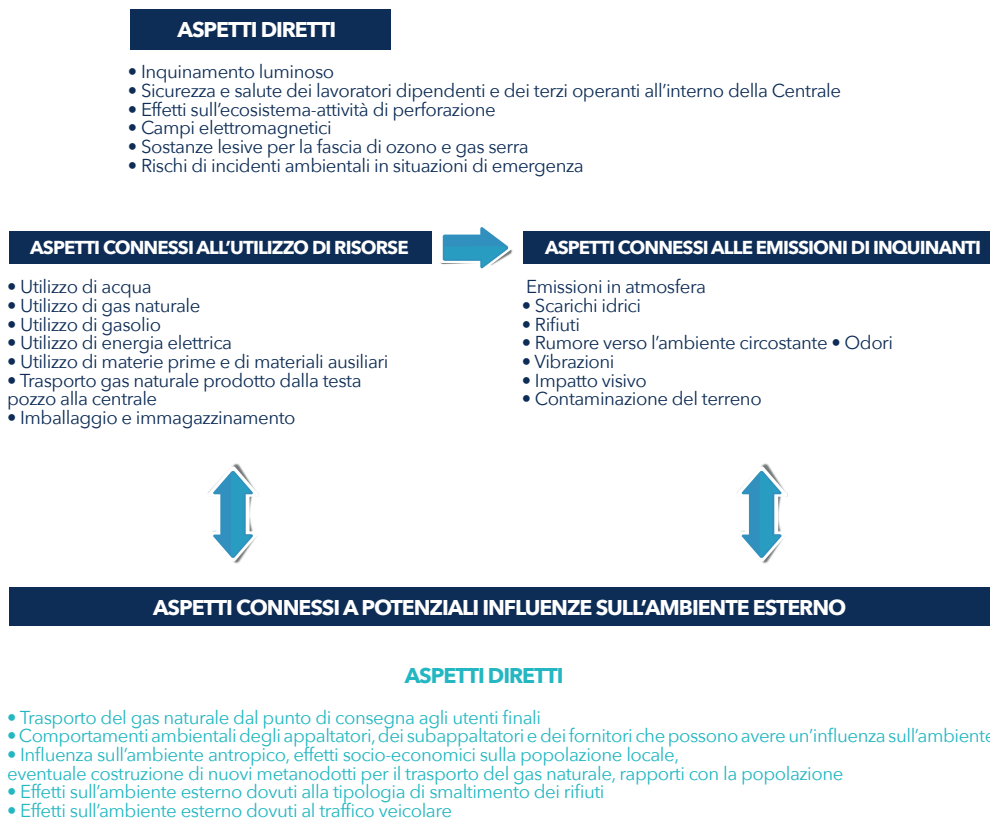 ASPETTI DIRETTI
• Inquinamento luminoso
• Sicurezza e salute dei lavoratori dipendenti e dei terzi operanti all'interno della Centrale
• Effetti sull'ecosistema-attività di perforazione
• Campi elettromagnetici
• Sostanze lesive per la fascia di ozono e gas serra
• Rischi di incidenti ambientali in situazioni di emergenza
ASPETTI CONNESSI ALL'UTILIZZO DI RISORSE
• Utilizzo di acqua
• Utilizzo di gas naturale
• Utilizzo di gasolio
• Utilizzo di energia elettrica
• Utilizzo di materie prime e di materiali ausiliari
• Trasporto gas naturale prodotto dalla testa
pozzo alla centrale
• Imballaggio e immagazzinamento
ASPETTI CONNESSI ALLE EMISSIONI DI INQUINANTI
Emissioni in atmosfera
• Scarichi idrici
• Rifiuti
• Rumore verso l'ambiente circostante • Odori
• Vibrazioni
• Impatto visivo
• Contaminazione del terreno
ASPETTI CONNESSI A POTENZIALI INFLUENZE SULL'AMBIENTE ESTERNO
ASPETTI DIRETTI
• Trasporto del gas naturale dal punto di consegna agli utenti finali
• Comportamenti ambientali degli appaltatori, dei subappaltatori e dei fornitori che possono avere un'influenza sull'ambiente
• Influenza sull'ambiente antropico, effetti socio-economici sulla popolazione locale,
eventuale costruzione di nuovi metanodotti per il trasporto del gas naturale, rapporti con la popolazione
• Effetti sull'ambiente esterno dovuti alla tipologia di smaltimento dei rifiuti
• Effetti sull'ambiente esterno dovuti al traffico veicolare